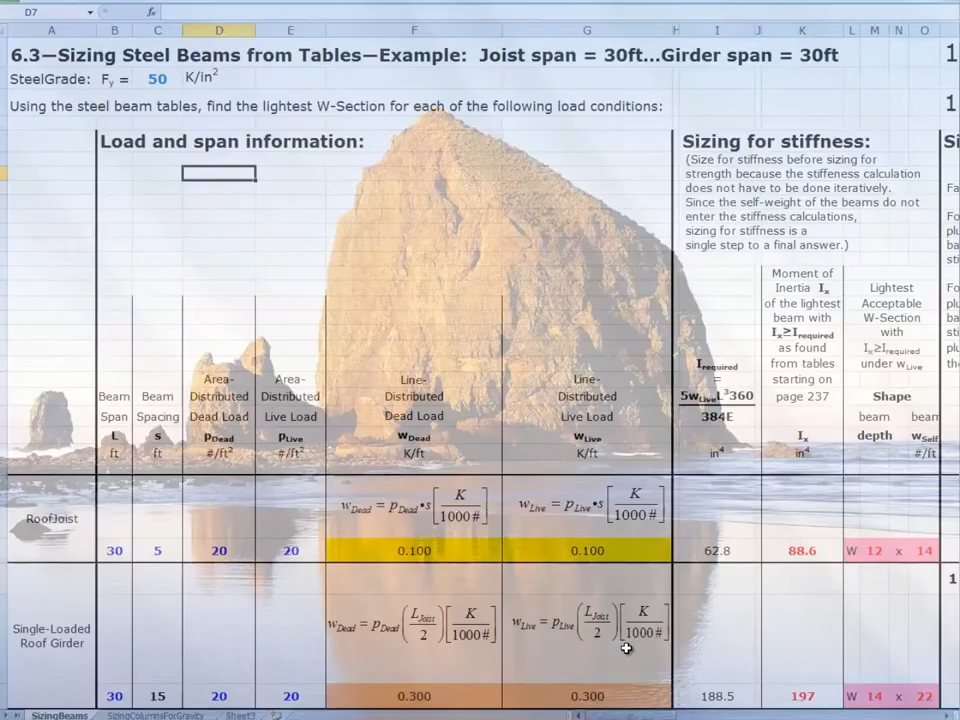 D7
fx
A B C D E F G H I J K L M N O
6.3—Sizing Steel Beams from Tables—Example: Joist span = 30ft...Girder span = 30ft 1
SteelGrade: Fy = 50 K/in2
Using the steel beam tables, find the lightest W-Section for each of the following load conditions: 1
Load and span information:
Beam
Span
L
ft
Beam
Spacing
s
ft
Area-
Distributed
Dead Load
pDead
#/ft2
Area-
Distributed
Live Load
pLive
#/ft2
Line-
Distributed
Dead Load
wDead
K/ft
Line-
Distributed
Live Load
wLive
K/ft
Sizing for stiffness:
(Size for stiffness before sizing for
strength because the stiffeness calculation
does not have to be done iteratively.
Since the self-weight of the beams do not
enter the stiffness calculations,
sizing for stiffness is a
single step to a final answer.)
Irequired
=
5wLiveL3360
384E
in4
Moment of
Inertia Ix
of the lightest
beam with
Ix≥Irequired
as found
from tables
starting on
page 237
Ix
in4
Lightest
Acceptable
W-Section
with
Ix≥Irequired
under wLive
Shape
beam beam
depth wSelf
#/ft
RoofJoist
wDead = pDead•s[K/1000#]
wLive = pLive•s[K/1000#]
30 5 20 20 0.100 0.100 62.8 88.6 W 12 x 14
1
Single-Loaded
Roof Girder
wDead = pDead(LJoist/2)[K/1000#]
wLive = pLive(LJoist/2)[K/1000#]
30 15 20 20 0.300 0.300 188.5 197 W 14 x 22
SizingBeams SizingColumnsForGravity Sheet3